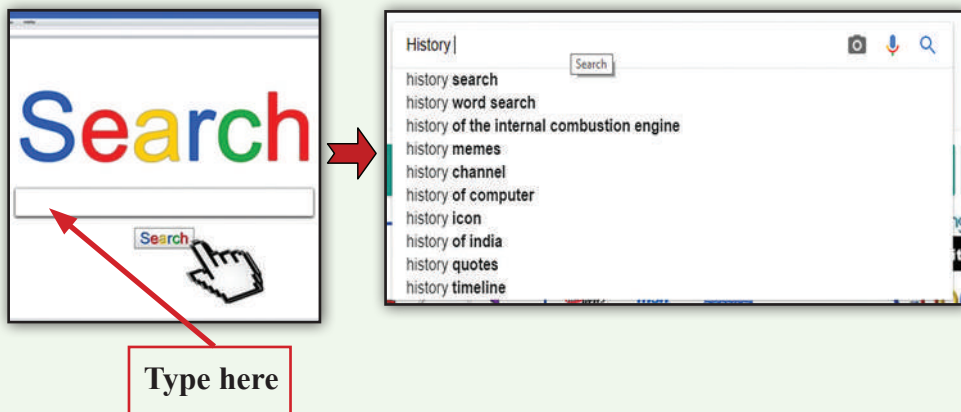 Search
Search
Type here
History
Search
history search
history word search
history of the internal combustion engine
history memes
history channel
history of computer
history icon
history of india
history quotes
history timeline